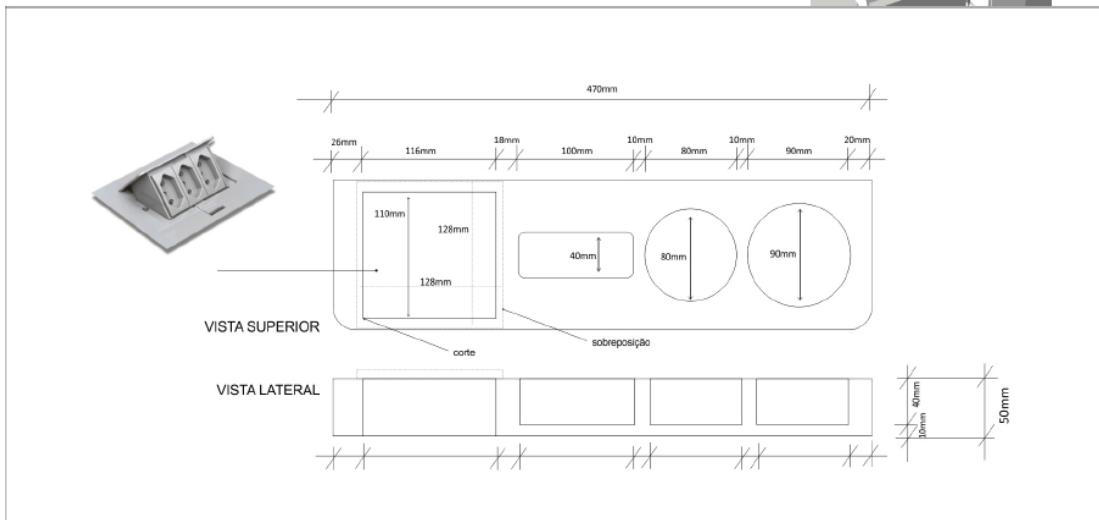 470mm
26mm
116mm
18mm
100mm
10mm
80mm
10mm
90mm
20mm
110mm
128mm
128mm
40mm
80mm
90mm
VISTA SUPERIOR
corte
sobreposição
VISTA LATERAL
40mm
10mm
50mm